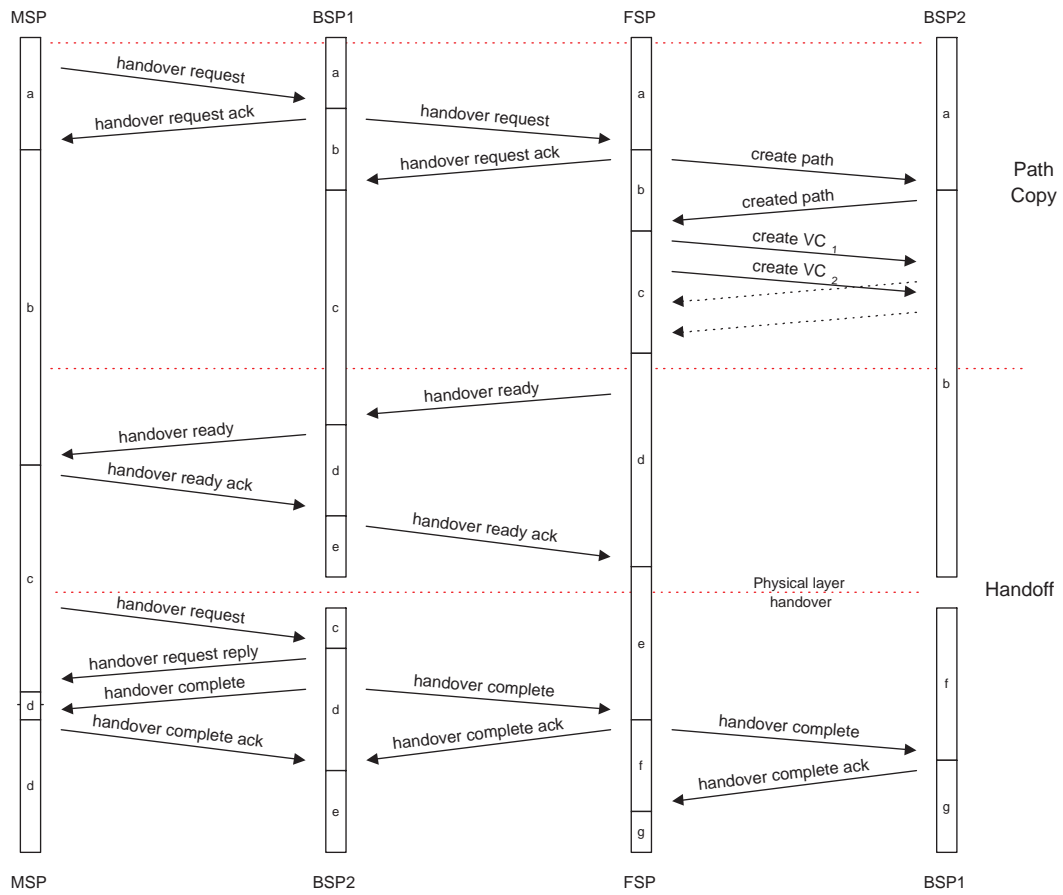 MSP BSP1 FSP BSP2
a
handover request
a
a
a
handover request ack
handover request
b
handover request ack
create path
b
Path
Copy
created path
create VC 1
create VC 2
b
c
c
b
handover ready
handover ready
d
d
handover ready ack
handover ready ack
e
c
Physical layer
handover
Handoff
handover request
c
e
handover request reply
f
handover complete
handover complete
d
d
handover complete ack
handover complete ack
handover complete
d
f
handover complete ack
e
g
g
MSP BSP2 FSP BSP1